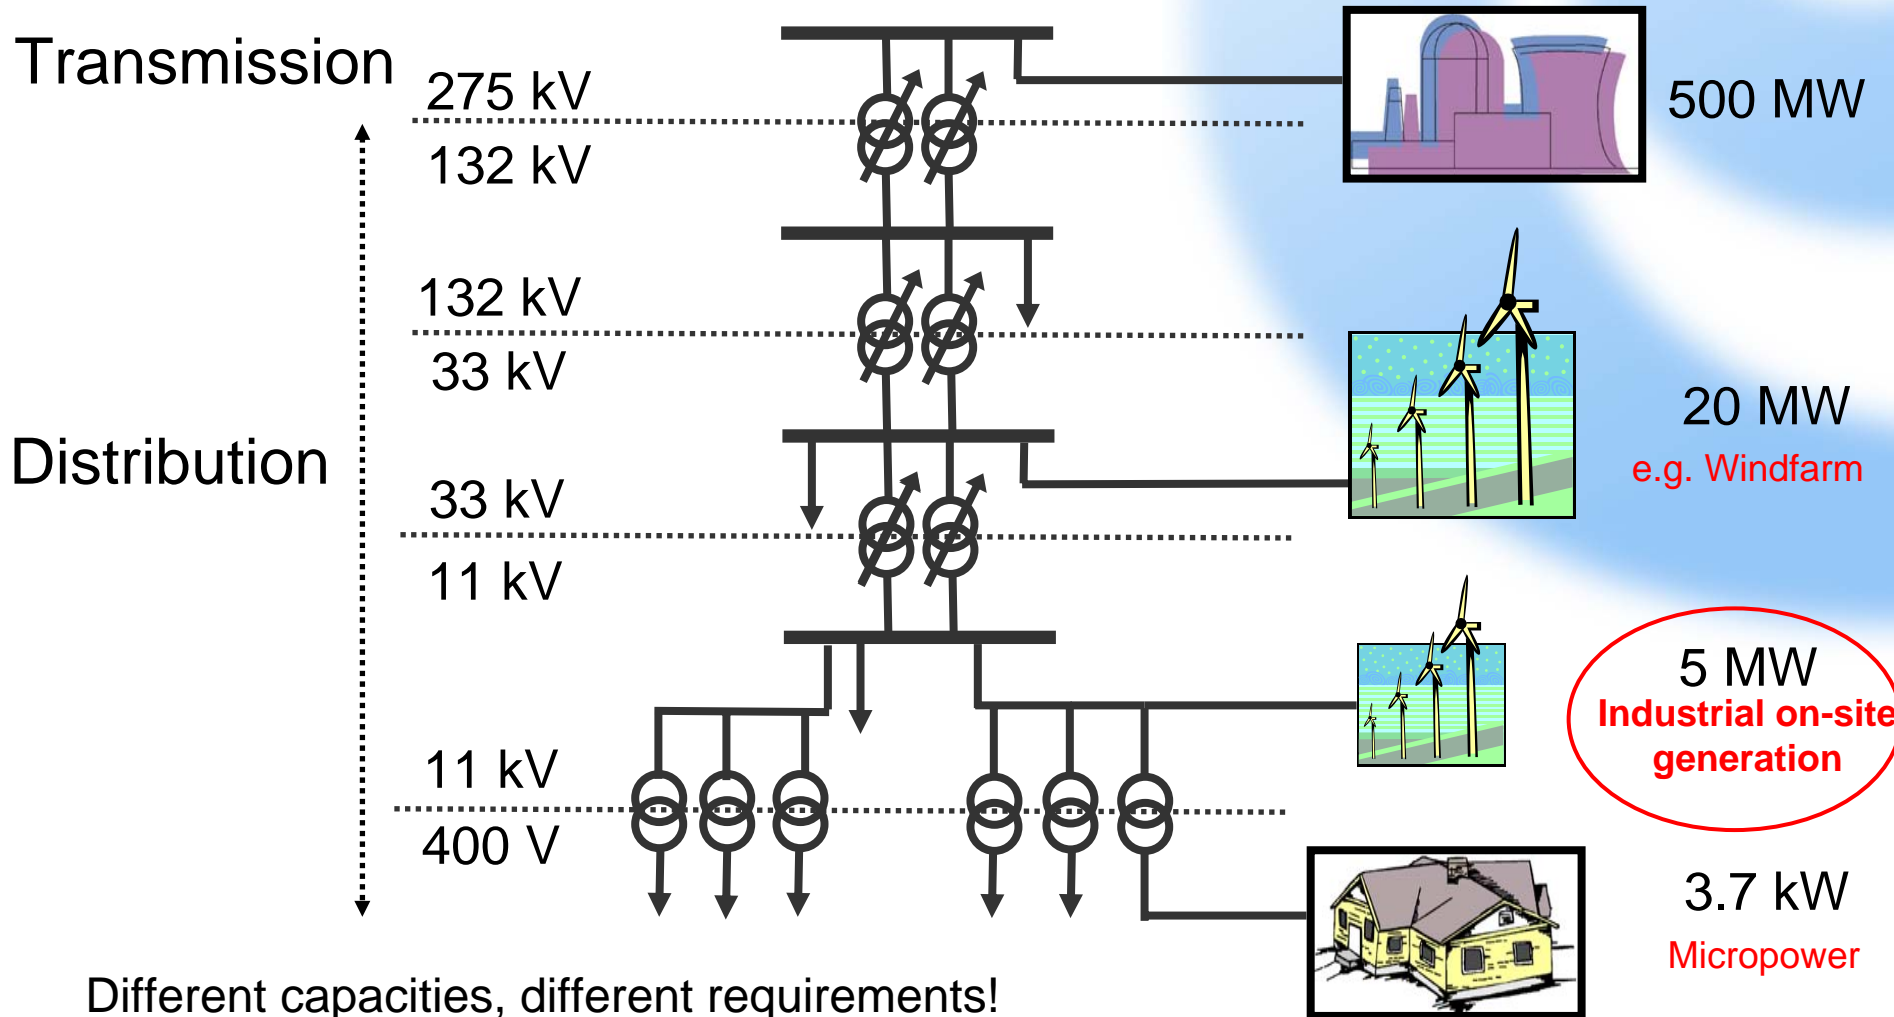 Transmission
275 kV
132 kV
500 MW
132 kV
33 kV
20 MW
e.g. Windfarm
Distribution
33 kV
11 kV
5 MW
Industrial on-site
generation
11 kV
400 V
3.7 kW
Micropower
Different capacities, different requirements!